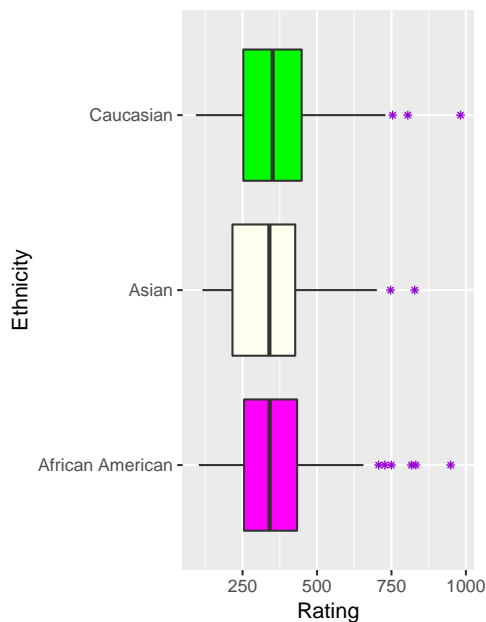 Caucasian
Asian
African American
Ethnicity
250 500 750 1000
Rating